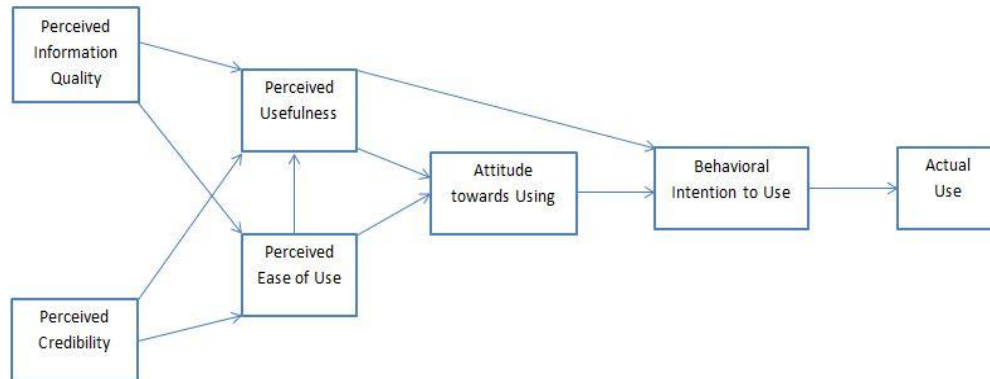 Perceived
Information
Quality
Perceived
Usefulness
Attitude
towards Using
Behavioral
Intention to Use
Actual
Use
Perceived
Ease of Use
Perceived
Credibility